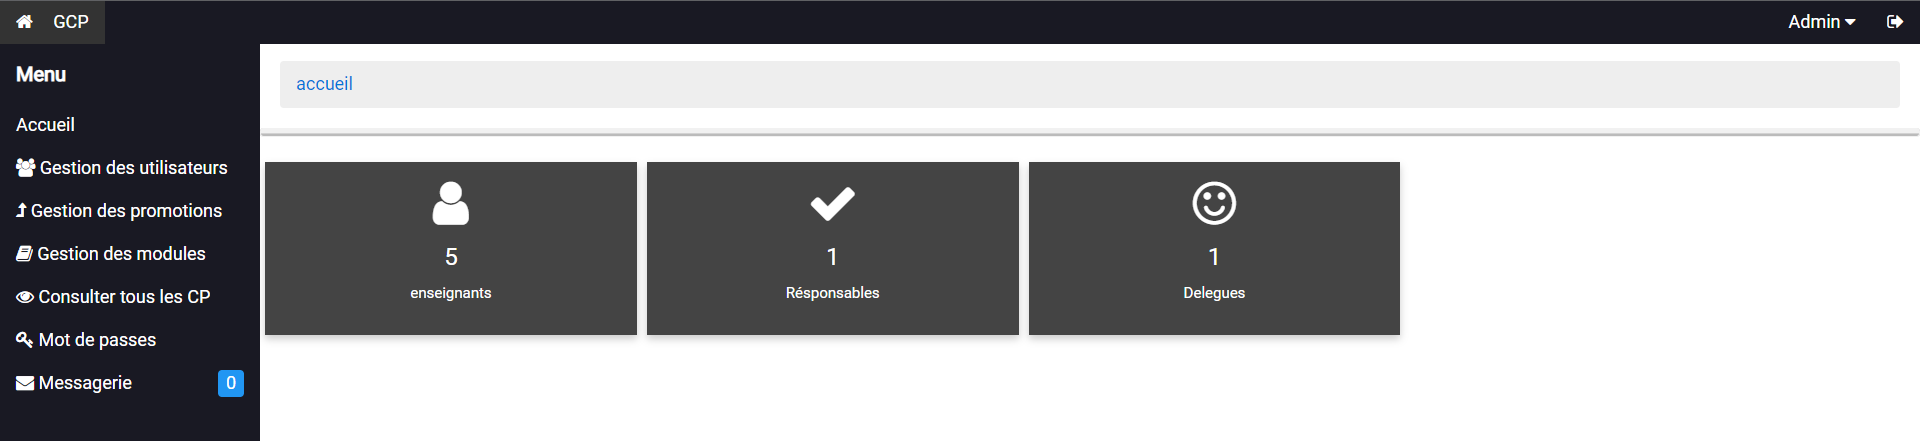 GCP
Admin
Menu
Accueil
Gestion des utilisateurs
Gestion des promotions
Gestion des modules
Consulter tous les CP
Mot de passes
Messagerie 0
accueil
5
enseignants
1
Résponsables
1
Delegues